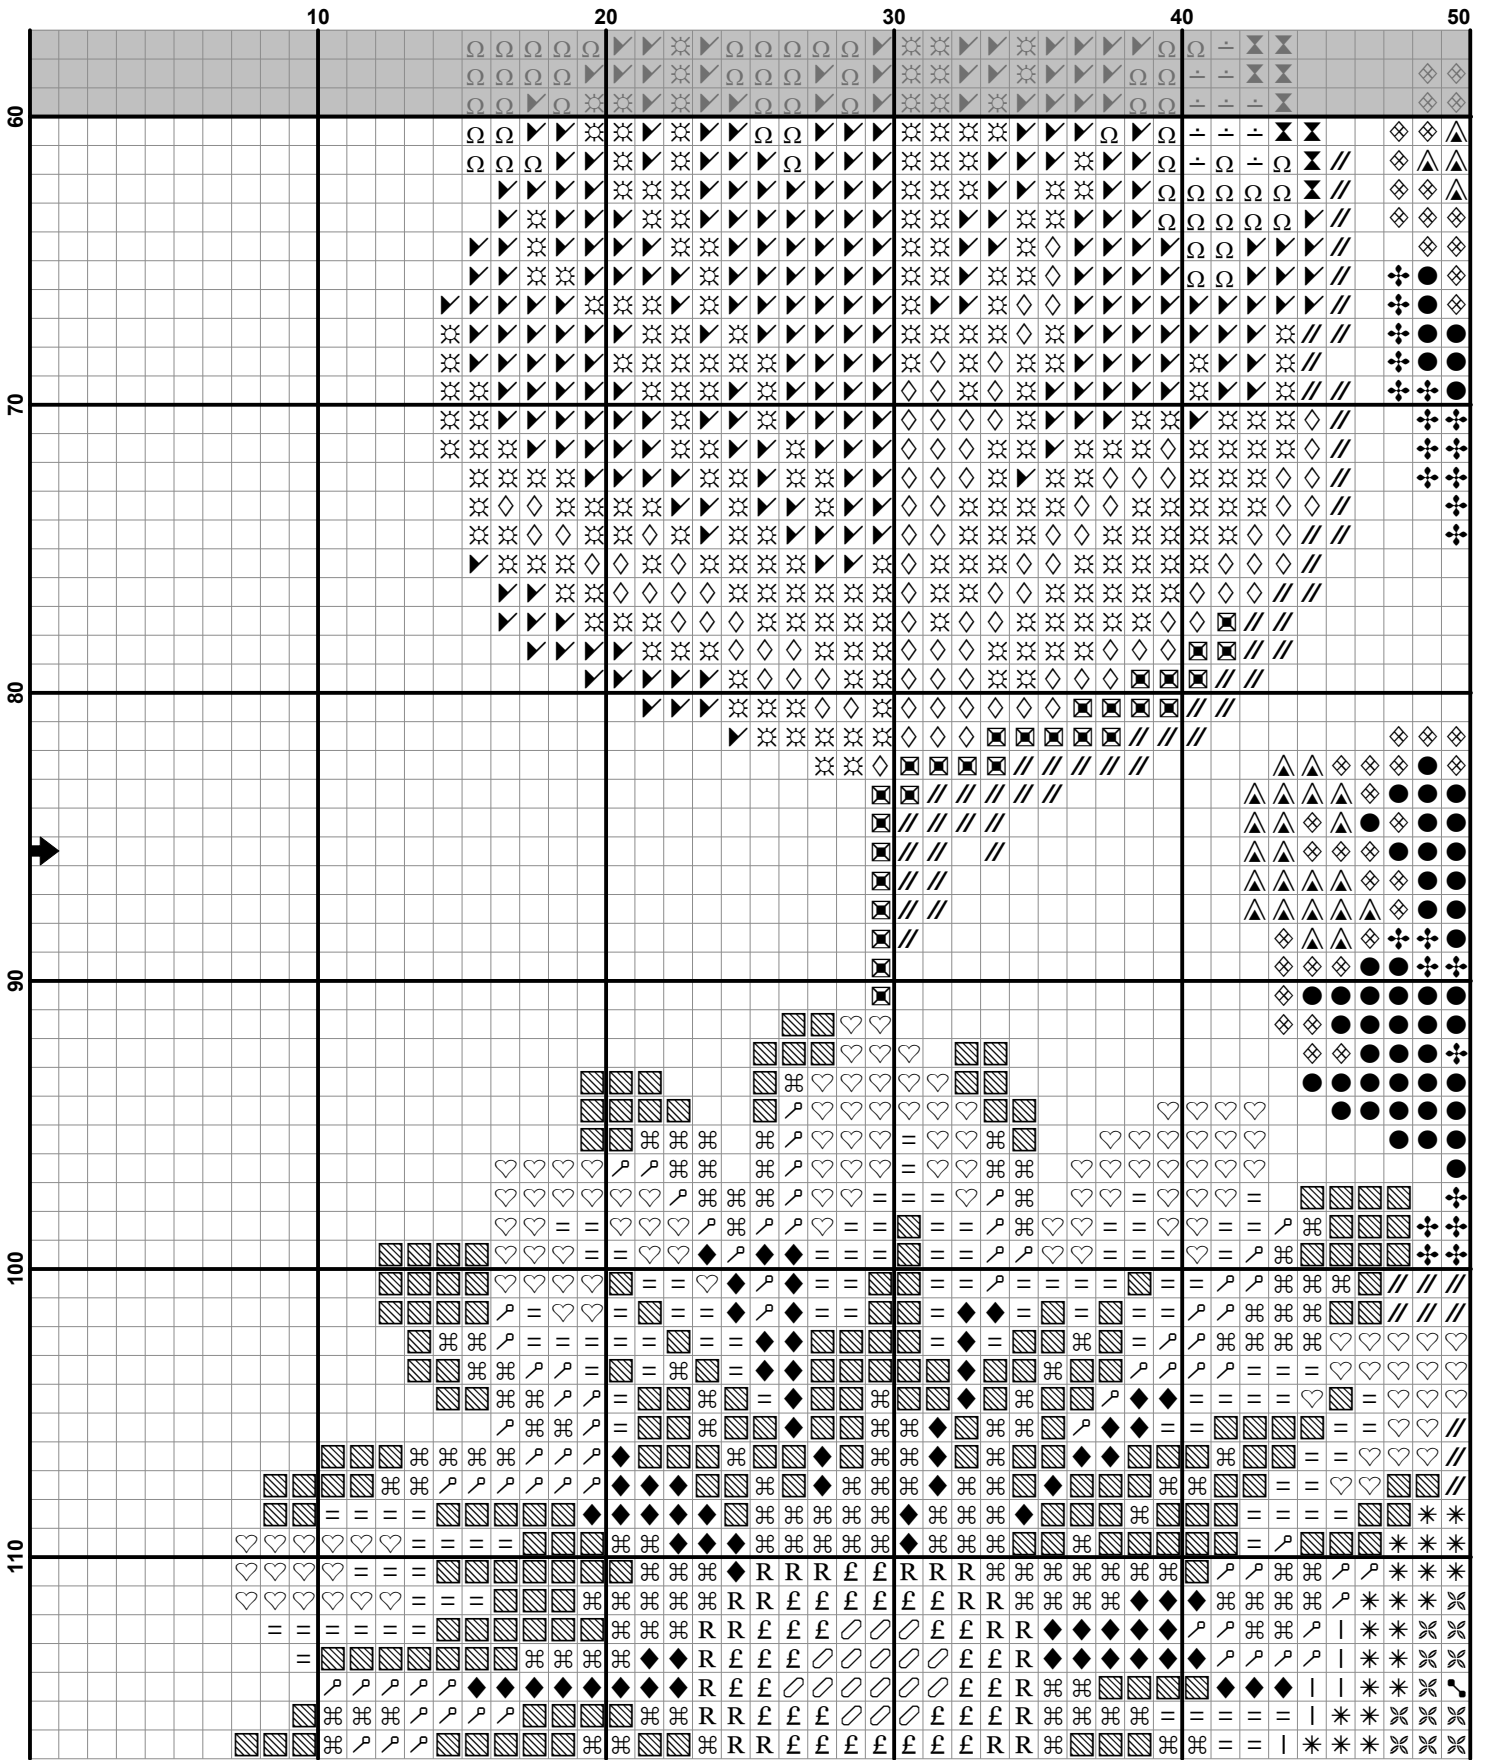 10 20 30 40 50
60
70
80
90
100
110
R R R £ £ R R R
R R £ £ £ £ £ £ R R
R R £ £ £ £ £ R R
R £ £ £ £ £ R
R £ £ £ £ R
R R £ £ £ £ £ £ R
R R £ £ £ £ £ £ £ R R